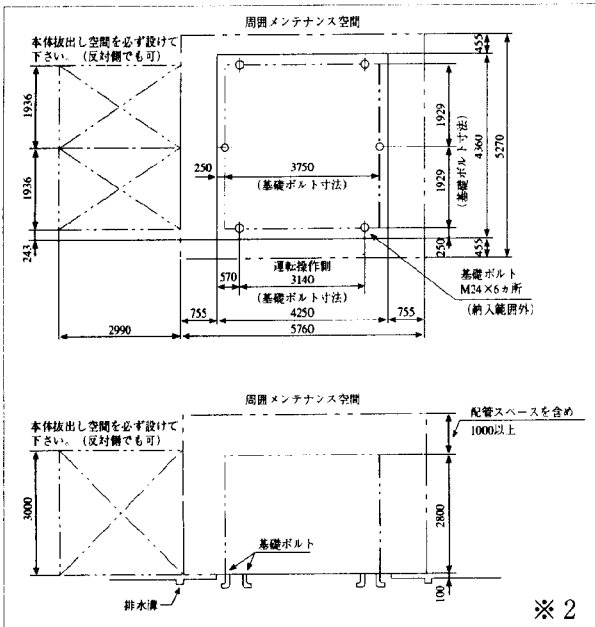 周囲メンテナンス空間
本体抜出し空間を必ず設けて
下さい。（反対側でも可）
455
1936
1936
243
250
3750
(基礎ボルト寸法)
1929
1929
(基礎ボルト寸法)
4360
5270
250
455
運転操作側
570
3140
(基礎ボルト寸法)
基礎ボルト
M24×6ヵ所
(納入範囲外)
755
4250
755
2990
5760
周囲メンテナンス空間
本体抜出し空間を必ず設けて
下さい。（反対側でも可）
配管スペースを含め
1000以上
3000
2800
基礎ボルト
排水溝
100
※2